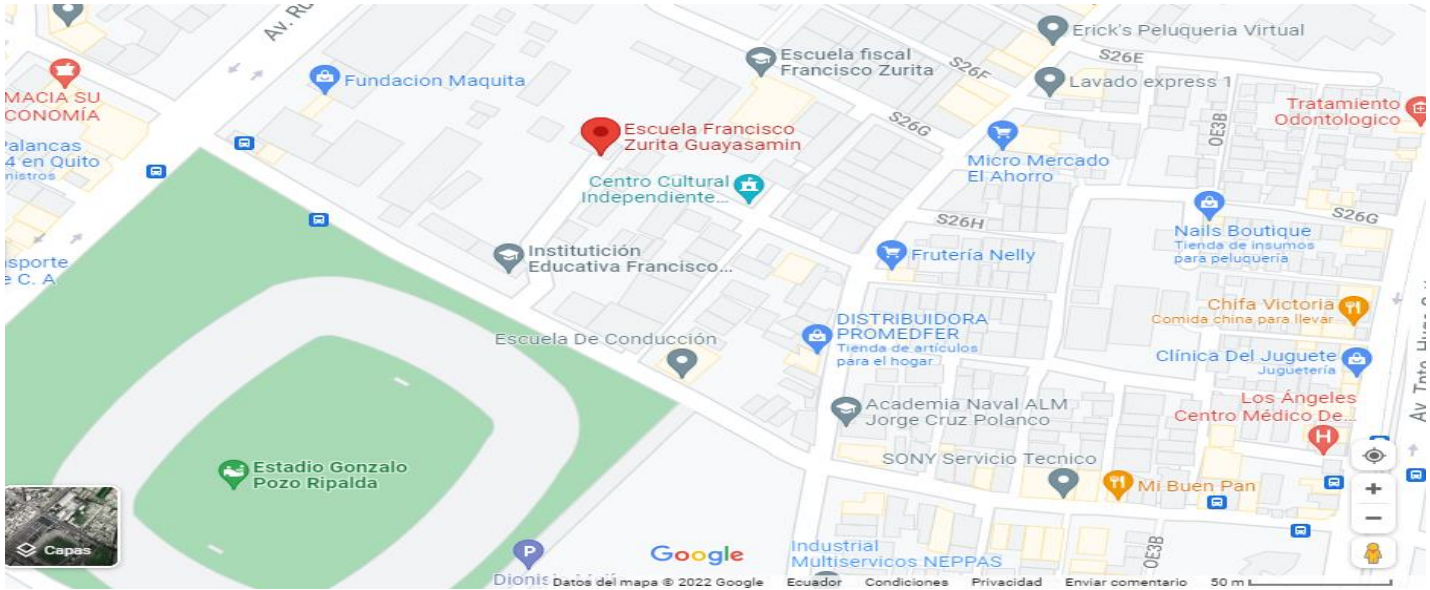 Av. Ru
Erick's Peluqueria Virtual
Escuela fiscal
Francisco Zurita
S26F
S26E
Fundacion Maquita
Lavado express 1
MACIA SU
CONOMÍA
Tratamiento
Odontologico
OE3B
Escuela Francisco
Zurita Guayasamin
S26G
Palancas
4 en Quito
nistros
Micro Mercado
El Ahorro
Centro Cultural
Independiente...
S26H
S26G
Nails Boutique
Tienda de insumos
para peluquería
Institutición
Educativa Francisco...
Frutería Nelly
sporte
e C. A
Chifa Victoria
Comida china para llevar
DISTRIBUIDORA
PROMEDFER
Tienda de artículos
para el hogar
Escuela De Conducción
Clínica Del Juguete
Juguetería
Academia Naval ALM
Jorge Cruz Polanco
Los Ángeles
Centro Médico De...
H
SONY Servicio Tecnico
Estadio Gonzalo
Pozo Ripalda
Mi Buen Pan
Capas
P
Google
Industrial
Multiservicos NEPPAS
OE3B
Dionis
Datos del mapa © 2022 Google Ecuador Condiciones Privacidad Enviar comentario 50 m